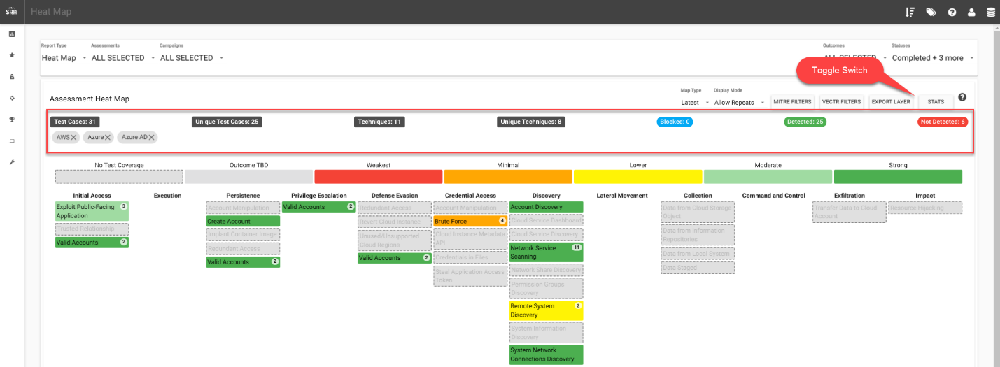 SRA
Heat Map
Report Type
Assessments
Campaigns
Outcomes
Statuses
Heat Map
ALL SELECTED
ALL SELECTED
ALL SELECTED
Completed + 3 more
Toggle Switch
Assessment Heat Map
Map Type
Display Mode
Latest
Allow Repeats
MITRE FILTERS
VECTR FILTERS
EXPORT LAYER
STATS
Test Cases: 31
Unique Test Cases: 25
Techniques: 11
Unique Techniques: 8
Blocked: 0
Detected: 25
Not Detected: 6
AWS
Azure
Azure AD
No Test Coverage
Outcome TBD
Weakest
Minimal
Lower
Moderate
Strong
Initial Access
Exploit Public-Facing
Application
3
Trusted Relationship
Valid Accounts 2
Execution
Persistence
Account Manipulation
Create Account
Implant Container Image
Redundant Access
Valid Accounts 2
Privilege Escalation
Valid Accounts 2
Defense Evasion
Redundant Access
Revert Cloud Instance
Unused/Unsupported
Cloud Regions
Valid Accounts 2
Credential Access
Account Manipulation
Brute Force 4
Cloud Instance Metadata
API
Credentials in Files
Steal Application Access
Token
Discovery
Account Discovery
Cloud Service Dashboard
Cloud Service Discovery
Network Service
Scanning
11
Network Share Discovery
Permission Groups
Discovery
Remote System
Discovery
2
System Information
Discovery
System Network
Connections Discovery
Lateral Movement
Collection
Data from Cloud Storage
Object
Data from Information
Repositories
Data from Local System
Data Staged
Command and Control
Exfiltration
Transfer Data to Cloud
Account
Impact
Resource Hijacking